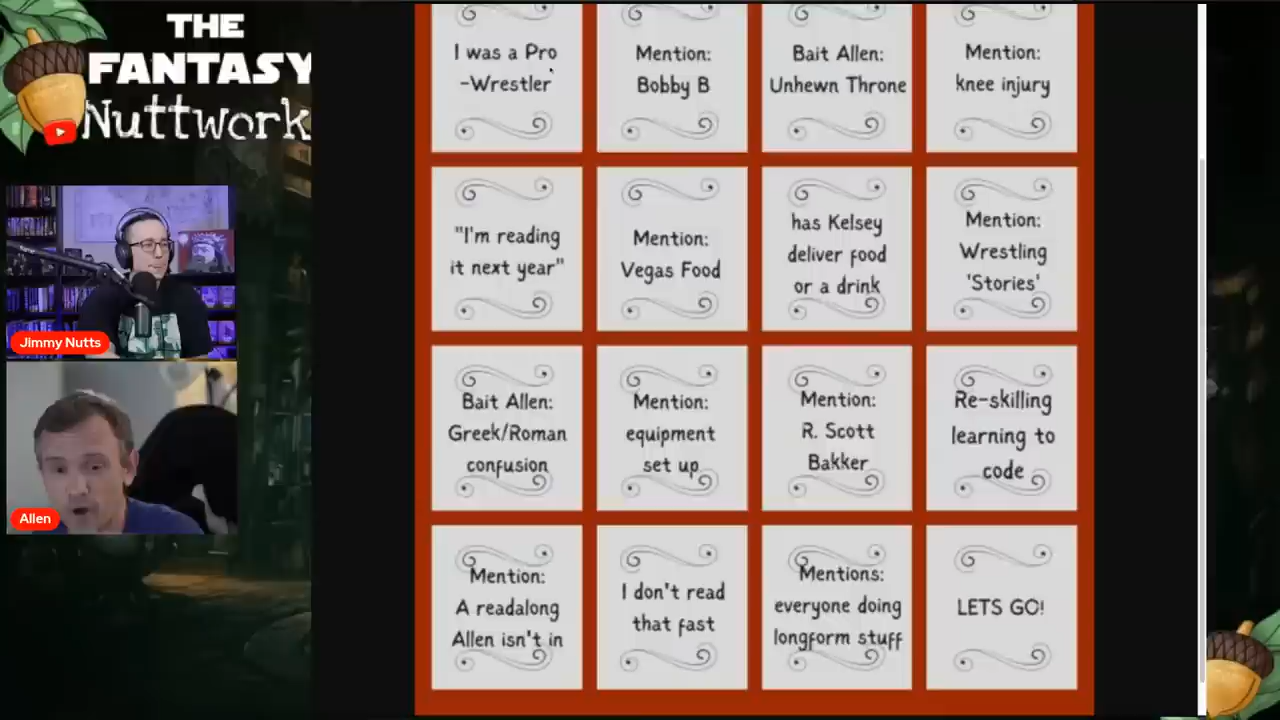 THE
FANTASY
Nuttwork
Jimmy Nutts
Allen
I was a Pro
-Wrestler
Mention:
Bobby B
Bait Allen:
Unhewn Throne
Mention:
knee injury
"I'm reading
it next year"
Mention:
Vegas Food
has Kelsey
deliver food
or a drink
Mention:
Wrestling
'Stories'
Bait Allen:
Greek/Roman
confusion
Mention:
equipment
set up
Mention:
R. Scott
Bakker
Re-skilling
learning to
code
Mention:
A readalong
Allen isn't in
I don't read
that fast
Mentions:
everyone doing
longform stuff
LETS GO!